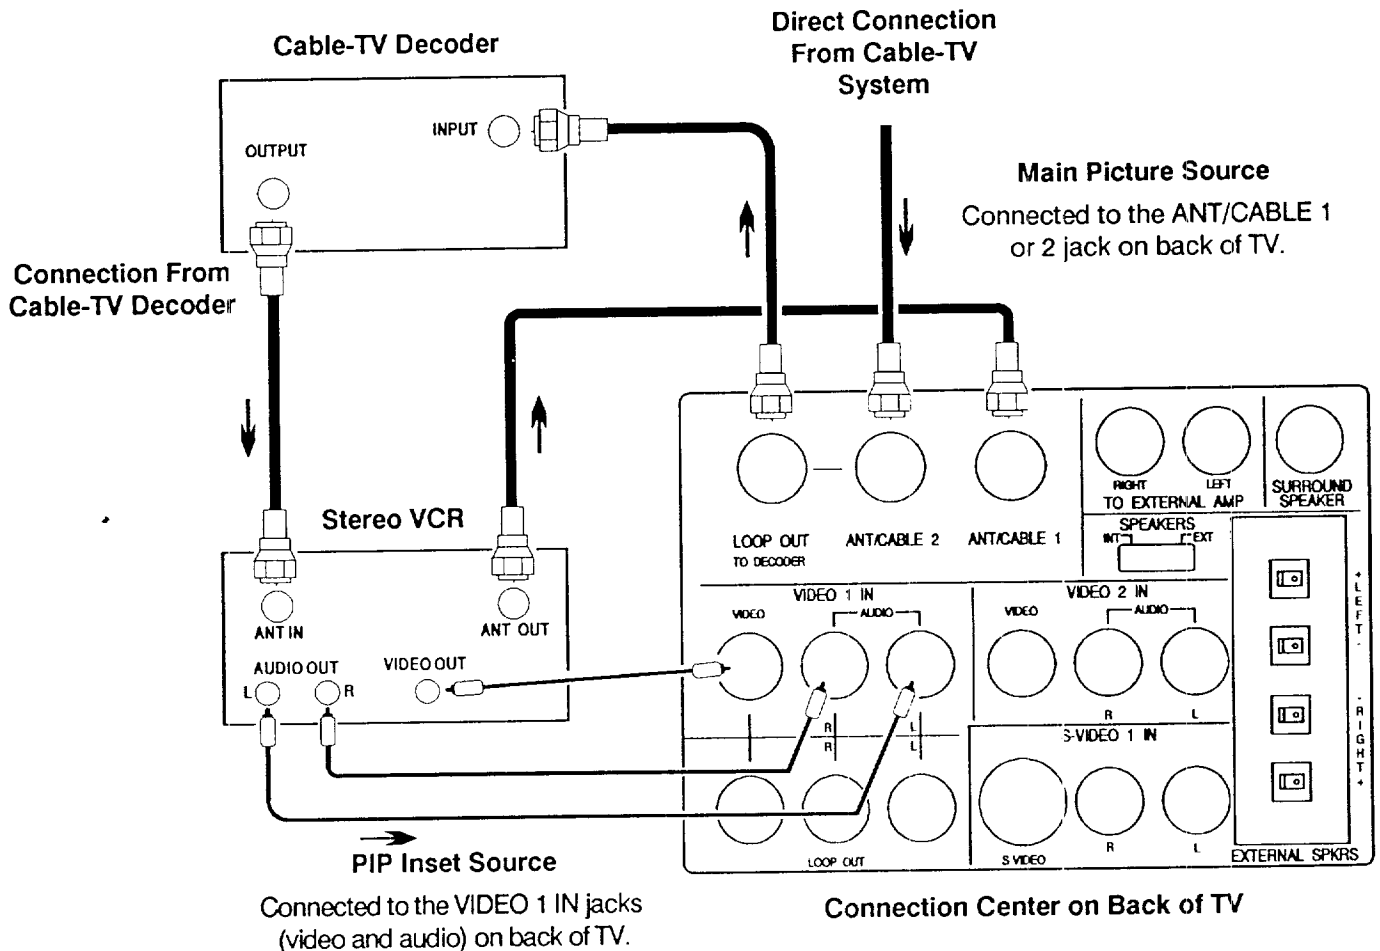 Cable-TV Decoder
Direct Connection
From Cable-TV
System
INPUT
OUTPUT
Main Picture Source
Connected to the ANT/CABLE 1
or 2 jack on back of TV.
Connection From
Cable-TV Decoder
Stereo VCR
ANT IN
ANT OUT
AUDIO OUT
VIDEO OUT
L
R
LOOP OUT
TO DECODER
ANT/CABLE 2
ANT/CABLE 1
RIGHT
LEFT
TO EXTERNAL AMP
SURROUND
SPEAKER
SPEAKERS
INT
EXT
VIDEO 1 IN
VIDEO
AUDIO
R
L
R
L
LOOP OUT
VIDEO 2 IN
VIDEO
AUDIO
R
L
S-VIDEO 1 IN
S VIDEO
R
L
+ LEFT -
- RIGHT +
EXTERNAL SPKRS
PIP Inset Source
Connected to the VIDEO 1 IN jacks
(video and audio) on back of TV.
Connection Center on Back of TV